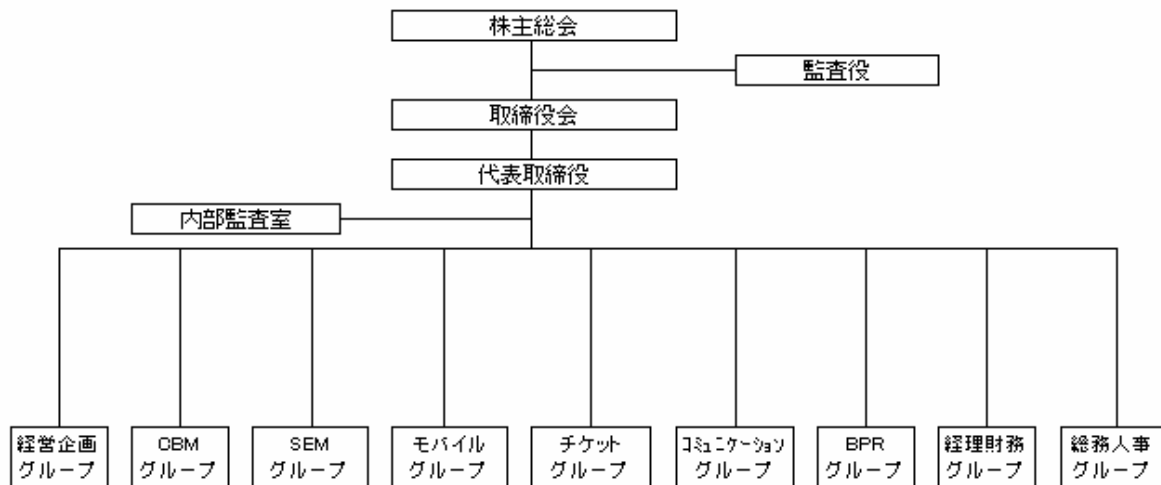 株主総会
監査役
取締役会
代表取締役
内部監査室
経営企画
グループ
CBM
グループ
SEM
グループ
モバイル
グループ
チケット
グループ
コミュニケーション
グループ
BPR
グループ
経理財務
グループ
総務人事
グループ